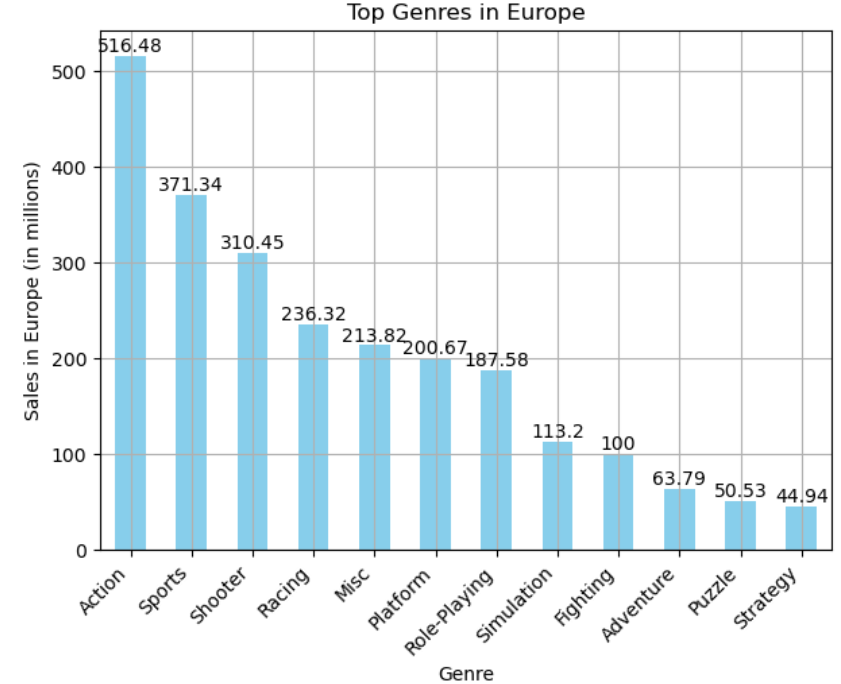 Top Genres in Europe
516.48
371.34
310.45
236.32
213.82
200.67
187.58
113.2
100
63.79
50.53
44.94
500
400
300
200
100
0
Sales in Europe (in millions)
Action
Sports
Shooter
Racing
Misc
Platform
Role-Playing
Simulation
Fighting
Adventure
Puzzle
Strategy
Genre